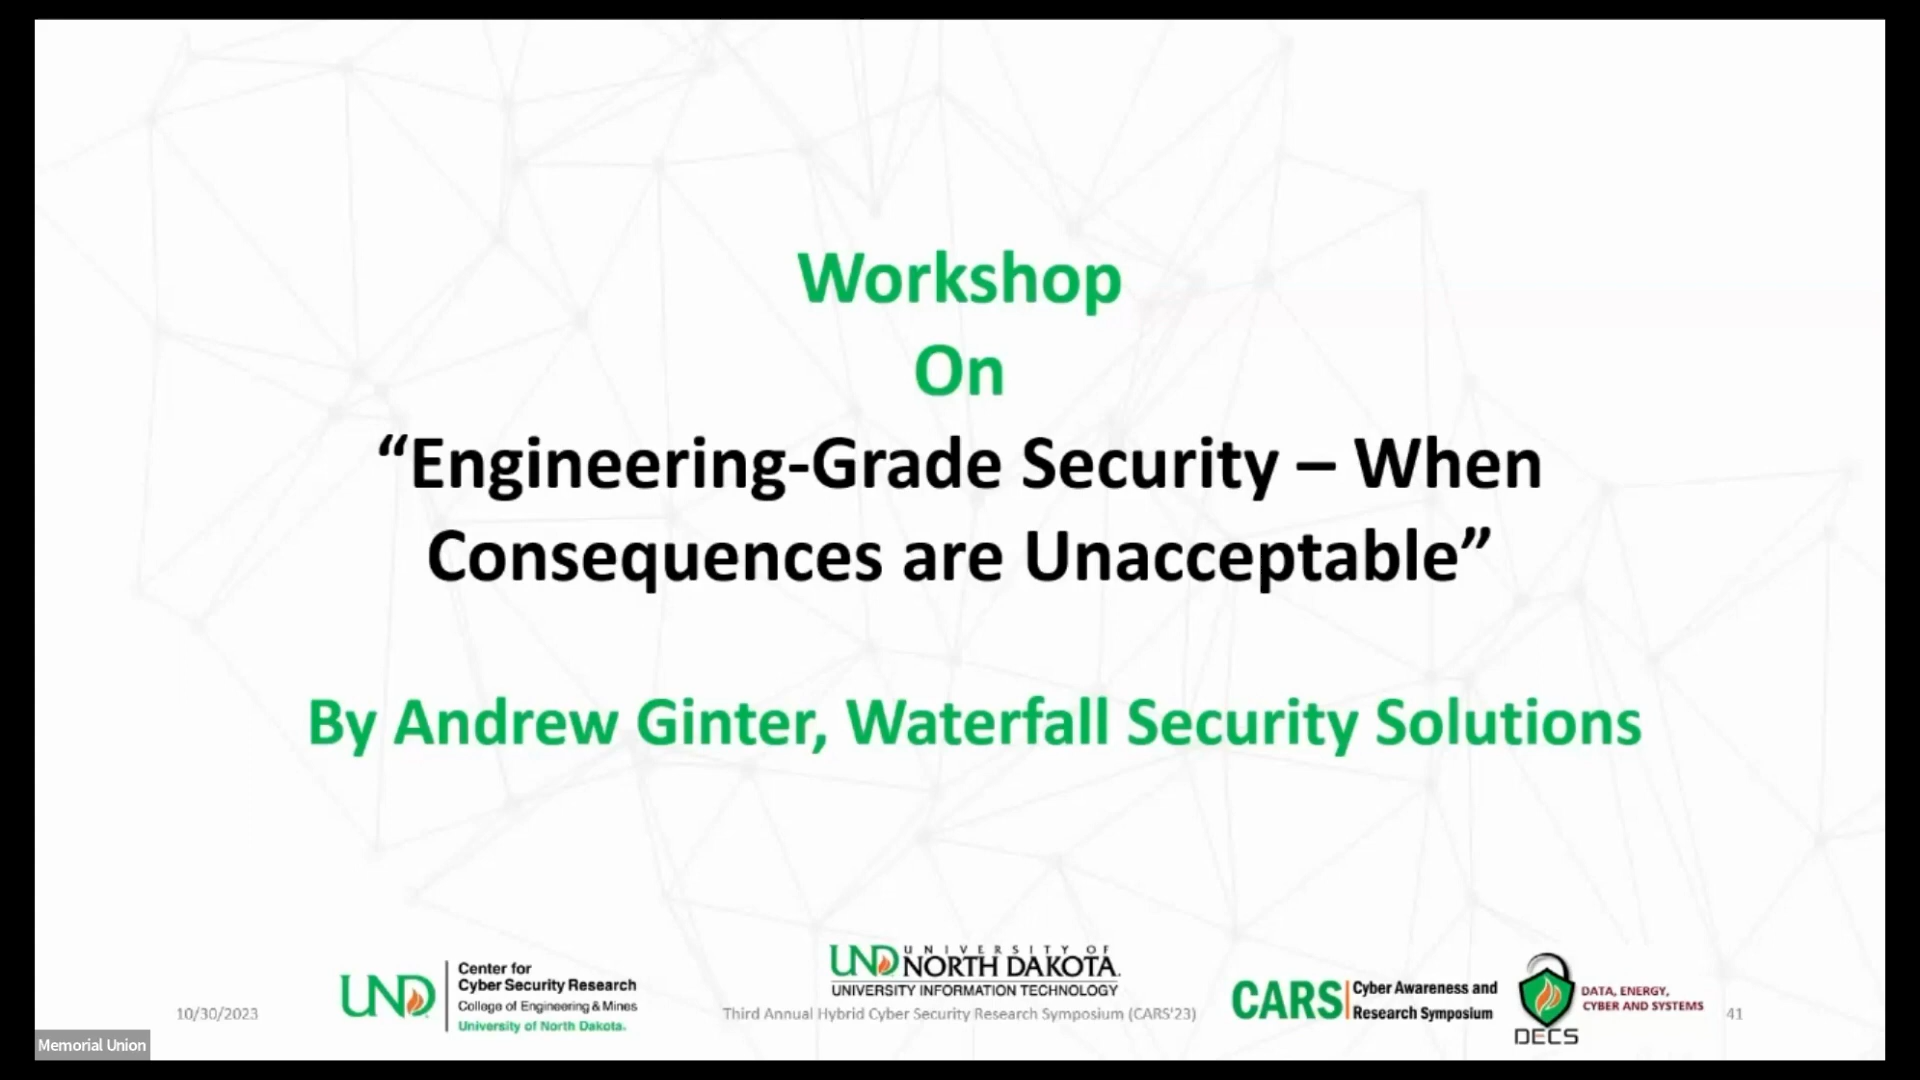 Workshop
On
“Engineering-Grade Security – When
Consequences are Unacceptable”
By Andrew Ginter, Waterfall Security Solutions
10/30/2023
UND
Center for
Cyber Security Research
College of Engineering & Mines
University of North Dakota.
UND UNIVERSITY OF
NORTH DAKOTA.
UNIVERSITY INFORMATION TECHNOLOGY
Third Annual Hybrid Cyber Security Research Symposium (CARS'23)
CARS
Cyber Awareness and
Research Symposium
DECS
DATA, ENERGY,
CYBER AND SYSTEMS
41
Memorial Union